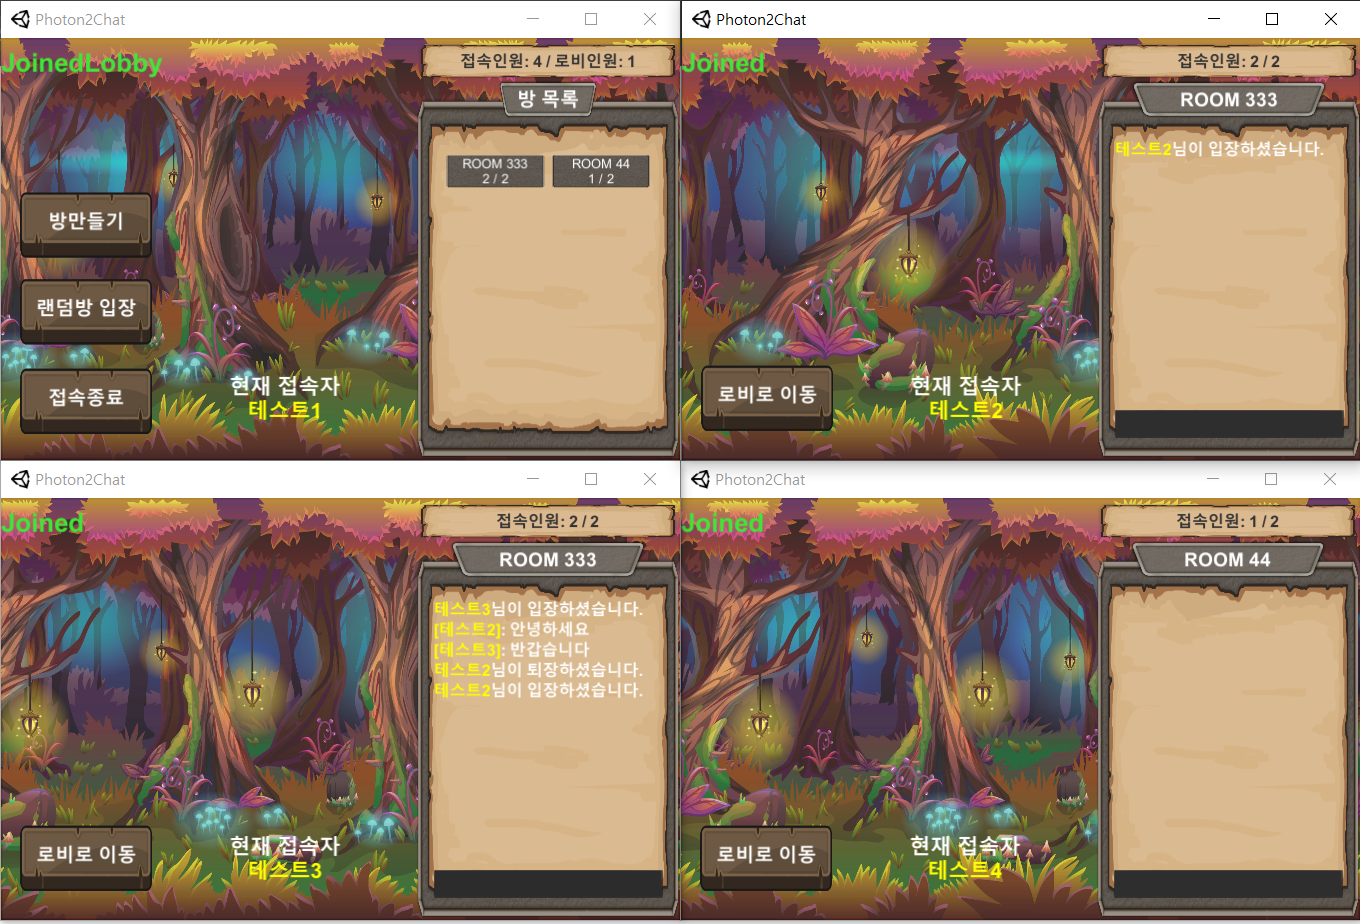 Photon2Chat
JoinedLobby
접속인원: 4 / 로비인원: 1
방 목록
ROOM 333
2 / 2
ROOM 44
1 / 2
방만들기
랜덤방 입장
접속종료
현재 접속자
테스트1
Photon2Chat
Joined
접속인원: 2 / 2
ROOM 333
테스트2님이 입장하셨습니다.
로비로 이동
현재 접속자
테스트2
Photon2Chat
Joined
접속인원: 2 / 2
ROOM 333
테스트3님이 입장하셨습니다.
[테스트2]: 안녕하세요
[테스트3]: 반갑습니다
테스트2님이 퇴장하셨습니다.
테스트2님이 입장하셨습니다.
로비로 이동
현재 접속자
테스트3
Photon2Chat
Joined
접속인원: 1 / 2
ROOM 44
로비로 이동
현재 접속자
테스트4